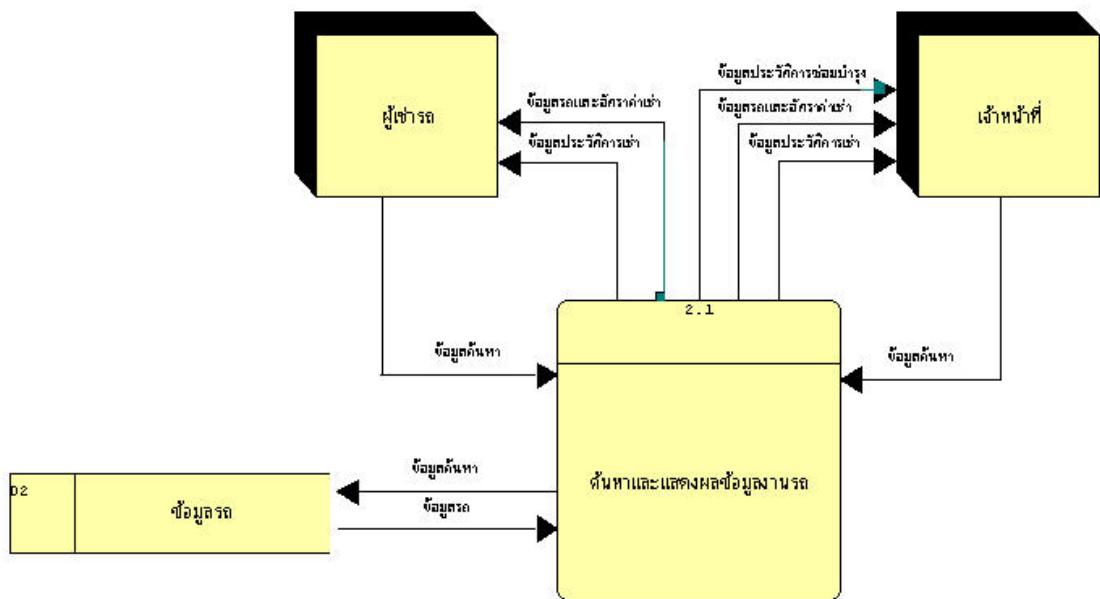 ผู้เช่ารถ
เจ้าหน้าที่
ข้อมูลประวัติการซ่อมบำรุง
ข้อมูลรถและอัตราค่าเช่า
ข้อมูลรถและอัตราค่าเช่า
ข้อมูลประวัติการเช่า
ข้อมูลประวัติการเช่า
2.1
ข้อมูลค้นหา
ข้อมูลค้นหา
ค้นหาและแสดงผลข้อมูลงานรถ
D2
ข้อมูลรถ
ข้อมูลค้นหา
ข้อมูลรถ